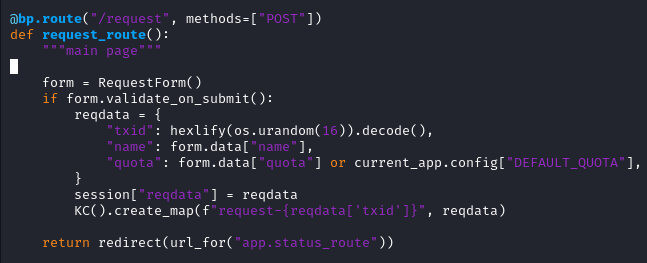 @bp.route("/request", methods=["POST"])
def request_route():
    """main page"""
    form = RequestForm()
    if form.validate_on_submit():
        reqdata = {
            "txid": hexlify(os.urandom(16)).decode(),
            "name": form.data["name"],
            "quota": form.data["quota"] or current_app.config["DEFAULT_QUOTA"],
        }
        session["reqdata"] = reqdata
        KC().create_map(f"request-{reqdata['txid']}", reqdata)
    return redirect(url_for("app.status_route"))